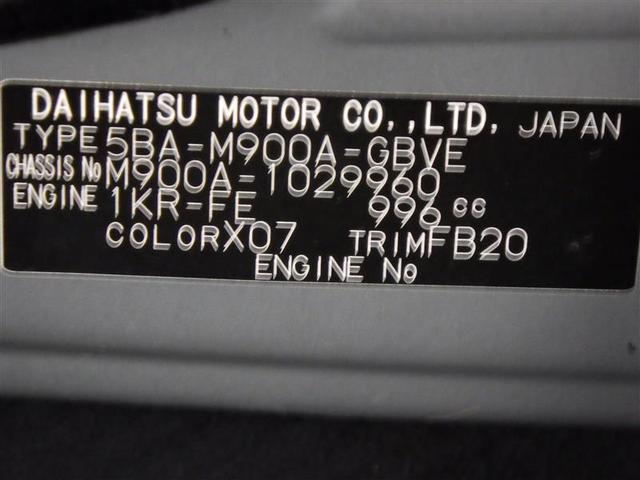 DAIHATSU MOTOR CO.,LTD. JAPAN
TYPE 5BA-M900A-GBVE
CHASSIS No M900A-1029960
ENGINE 1KR-FE 996 cc
COLOR X07 TRIM FB20
ENGINE No